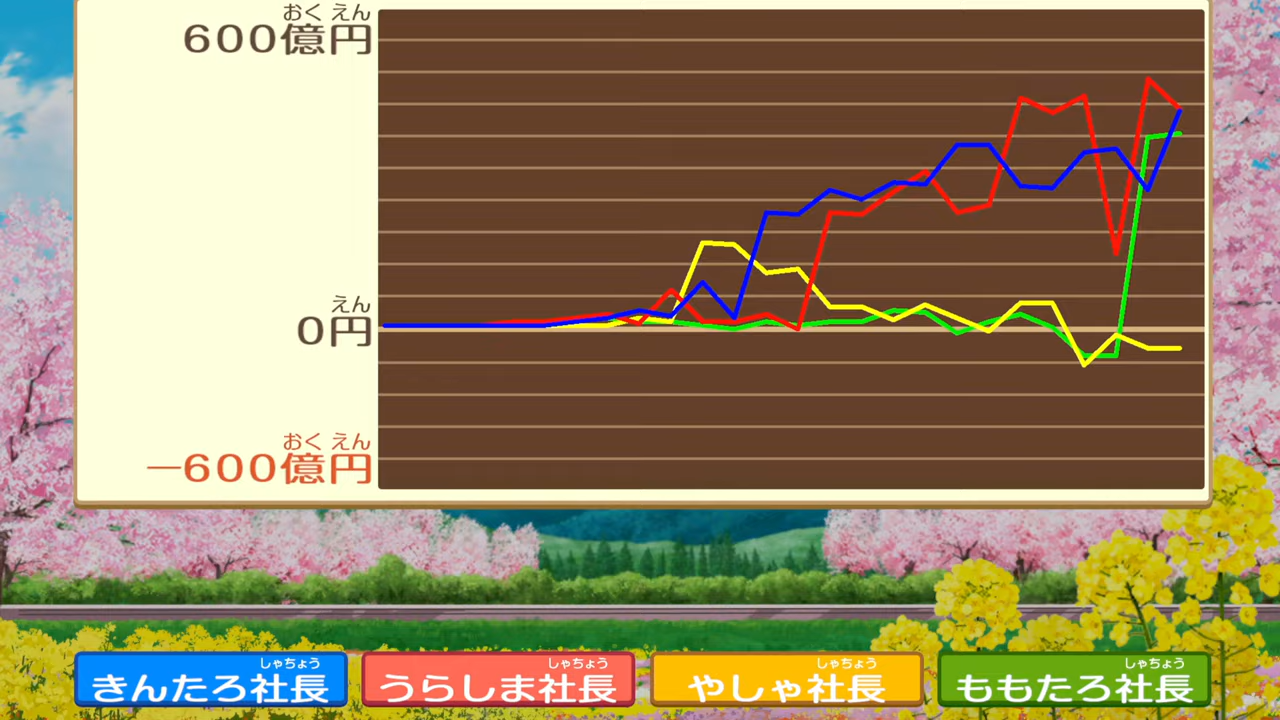 おくえん
600億円
えん
0円
おくえん
−600億円
しゃちょう
きんたろ社長
しゃちょう
うらしま社長
しゃちょう
やしゃ社長
しゃちょう
ももたろ社長